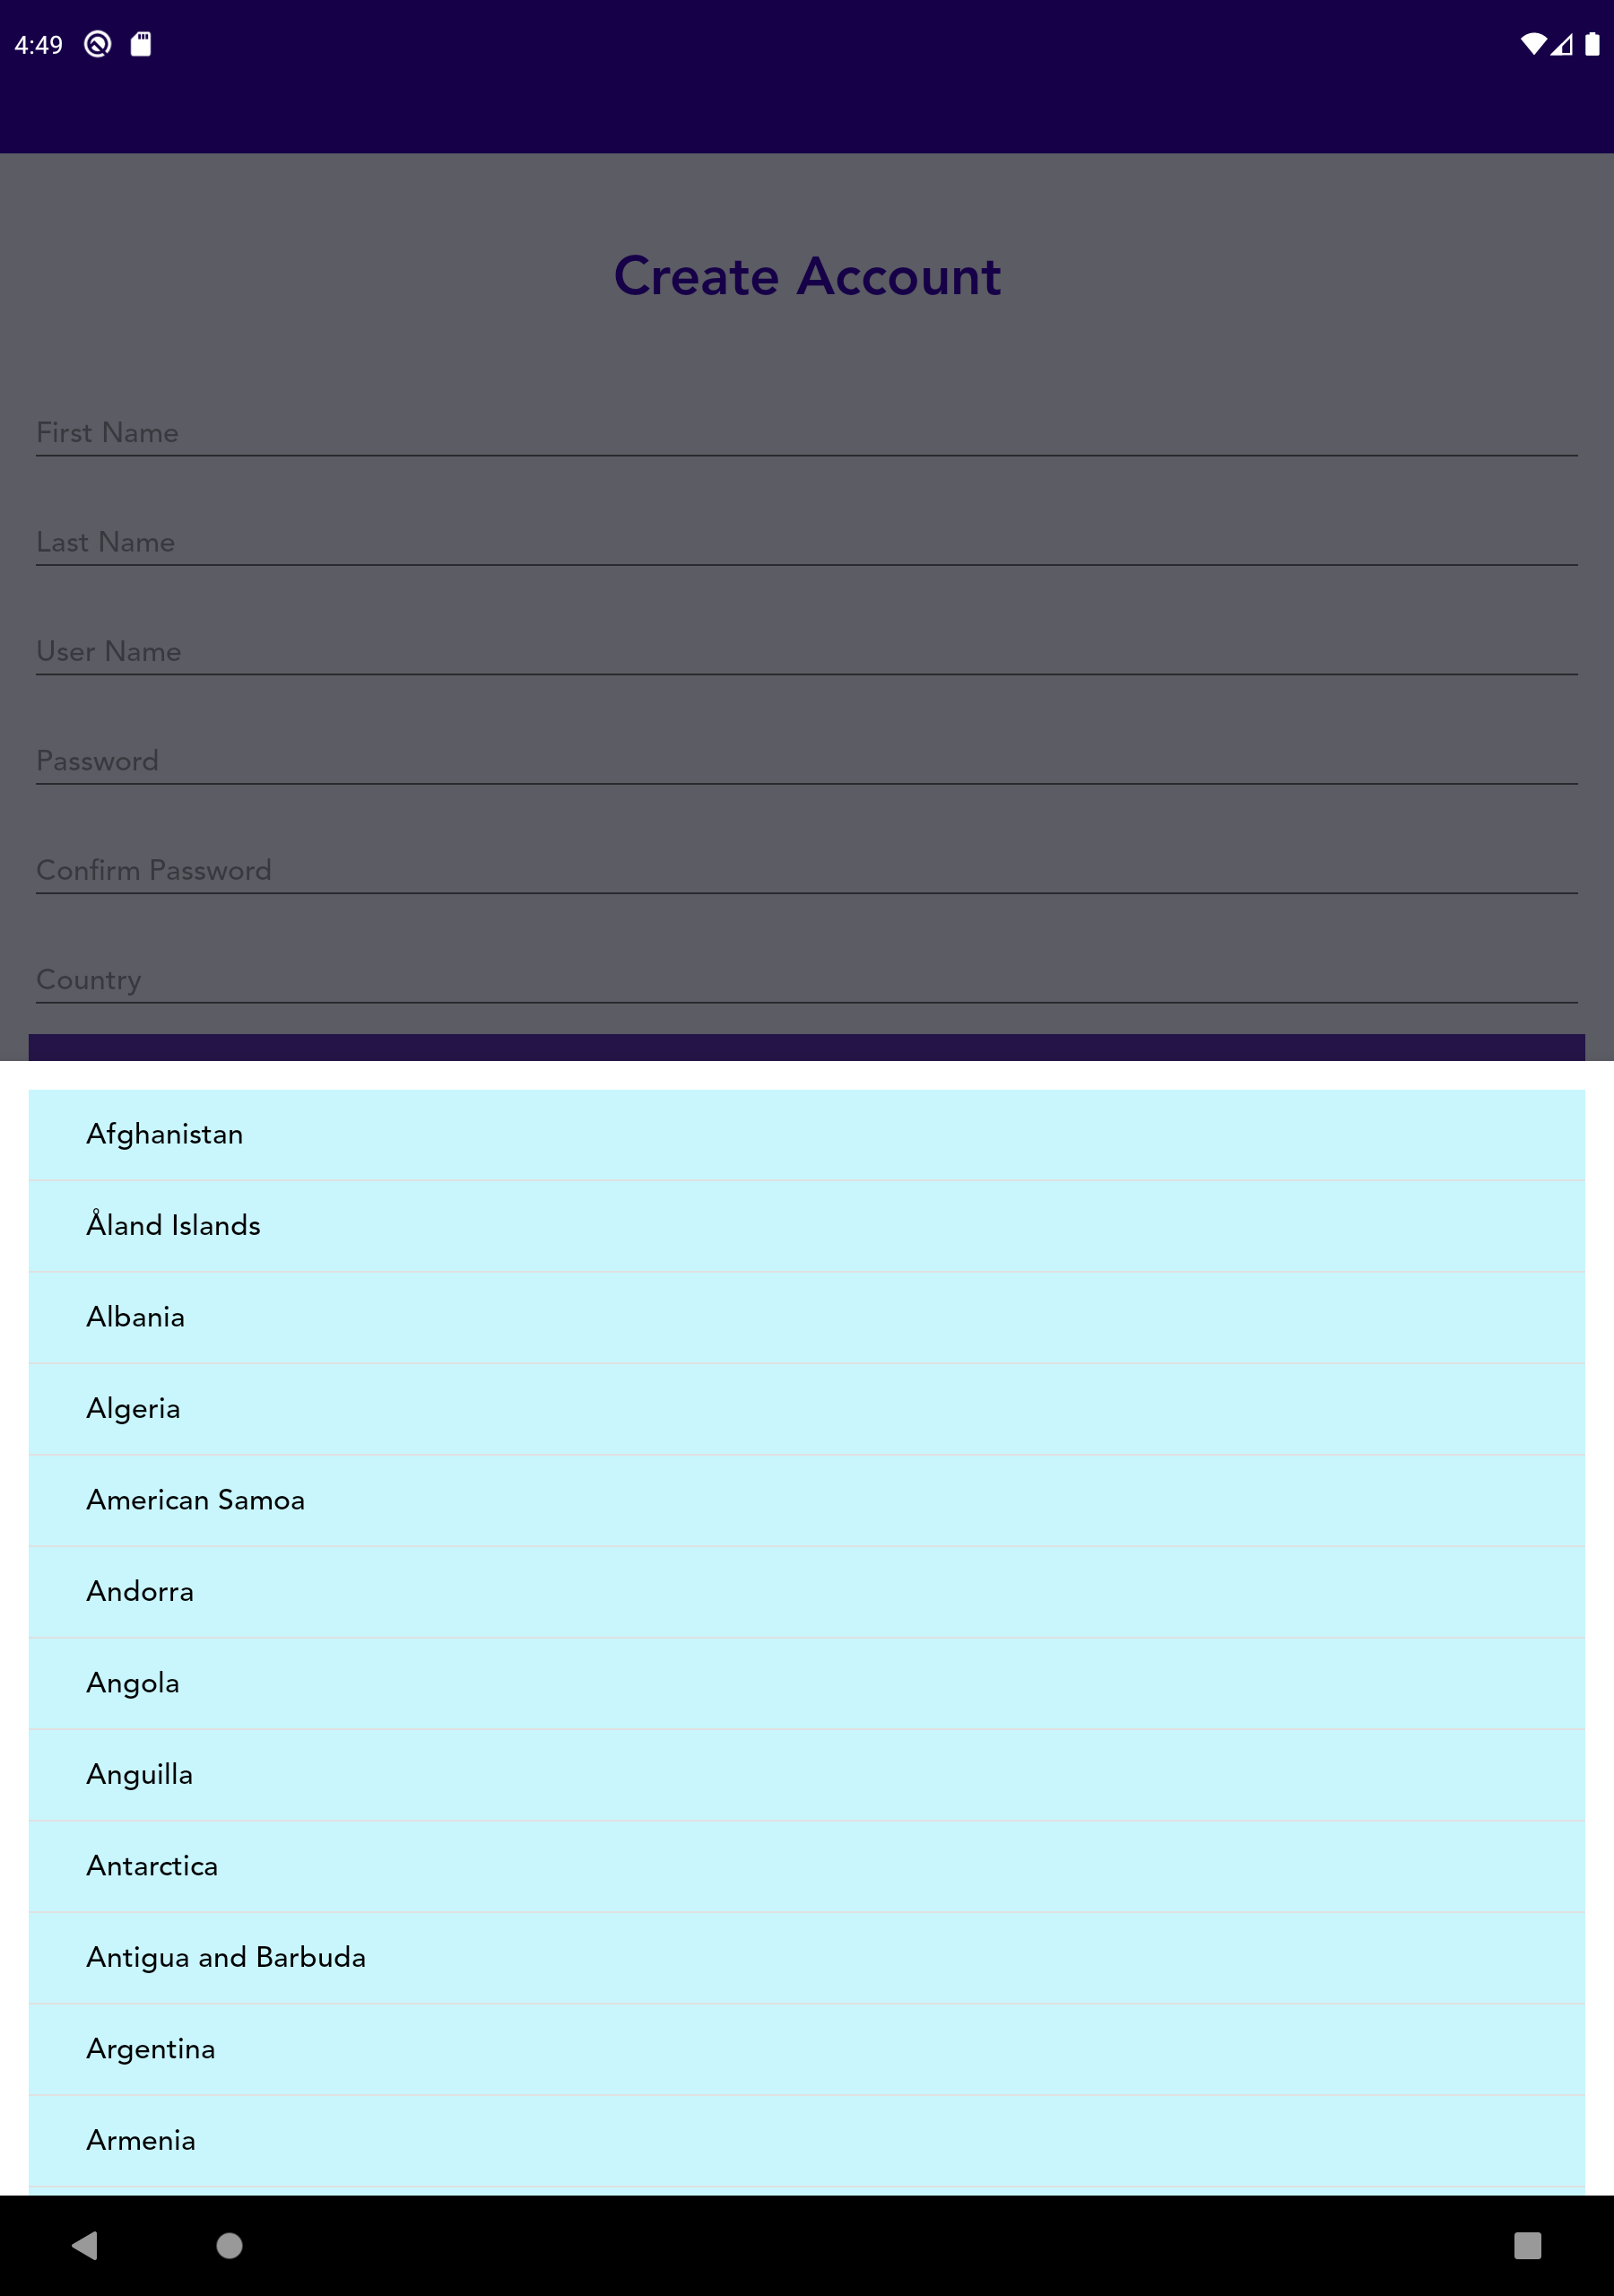 4:49
Create Account
First Name
Last Name
User Name
Password
Confirm Password
Country
Afghanistan
Åland Islands
Albania
Algeria
American Samoa
Andorra
Angola
Anguilla
Antarctica
Antigua and Barbuda
Argentina
Armenia